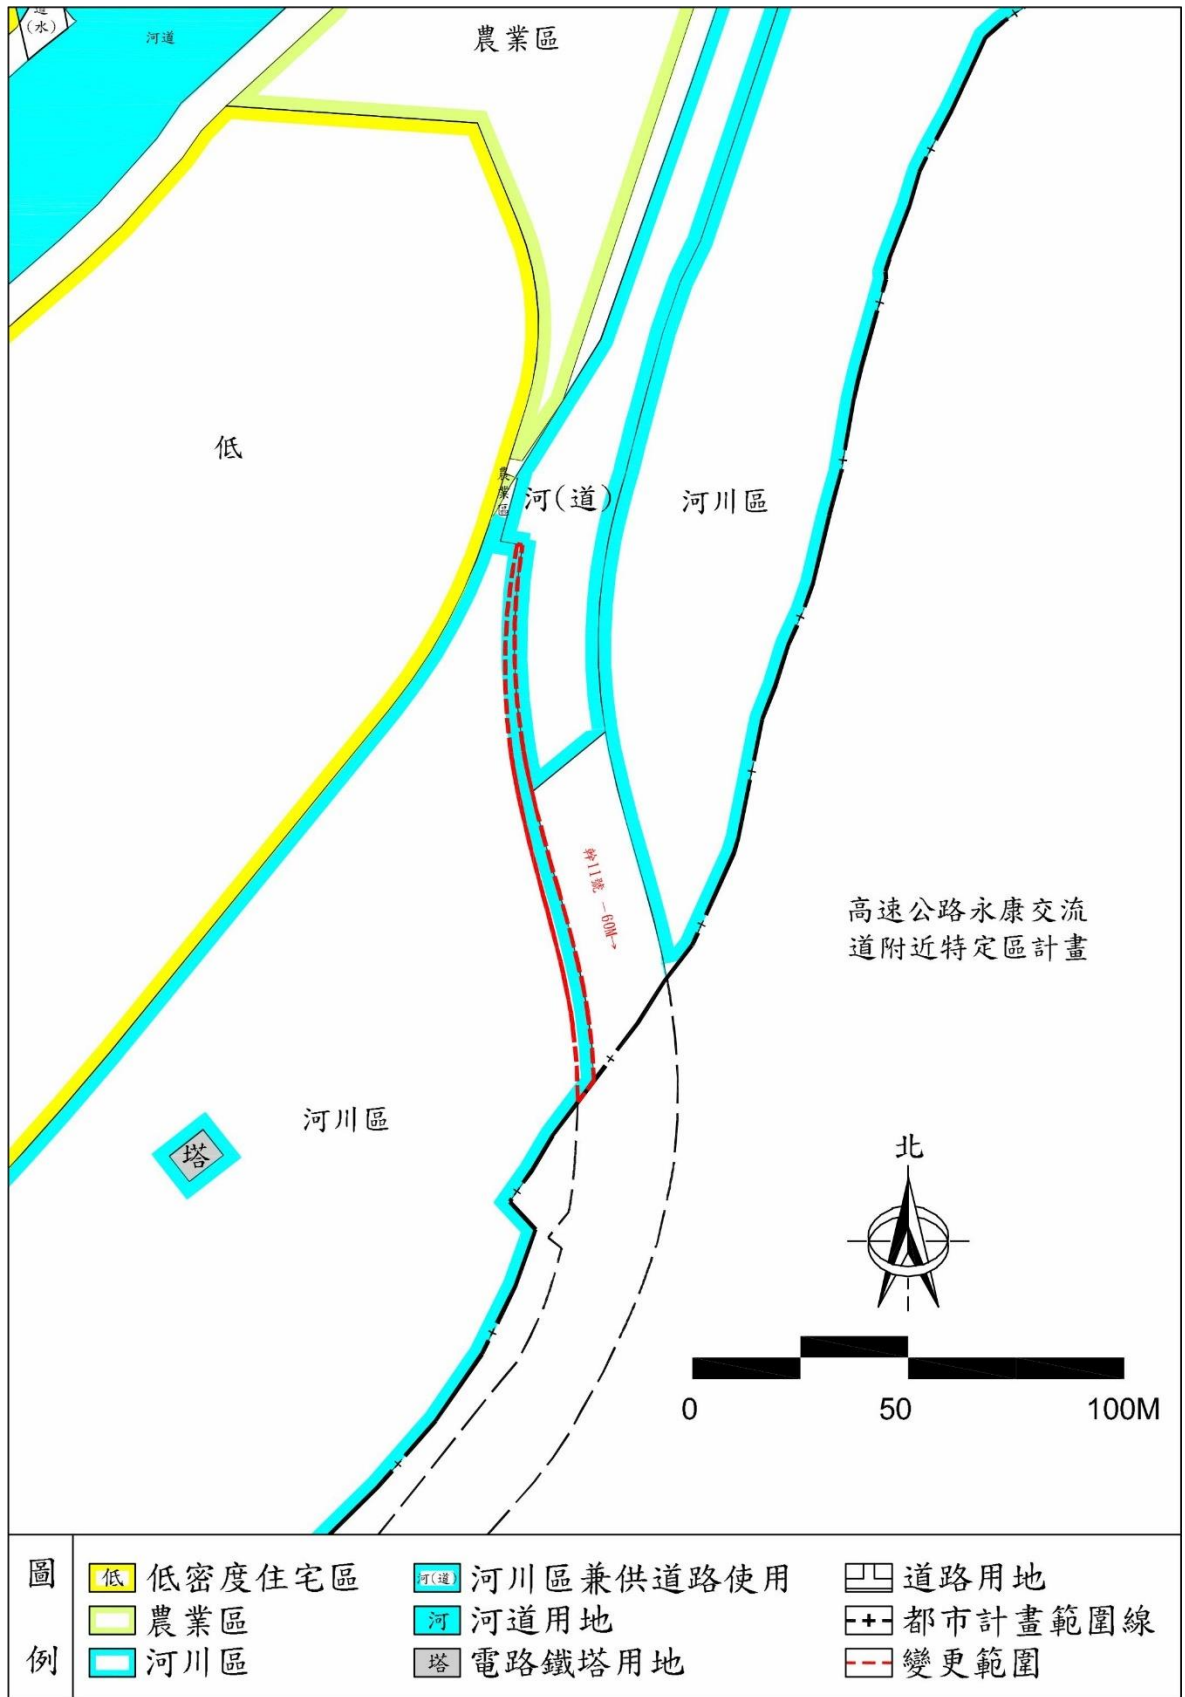 道
(水)
河道
農業區
低
農業區
河(道)
河川區
幹11號 －60M→
高速公路永康交流
道附近特定區計畫
河川區
塔
北
0 50 100M
圖例
低 低密度住宅區
農業區
河川區
河(道) 河川區兼供道路使用
河 河道用地
塔 電路鐵塔用地
道路用地
都市計畫範圍線
變更範圍